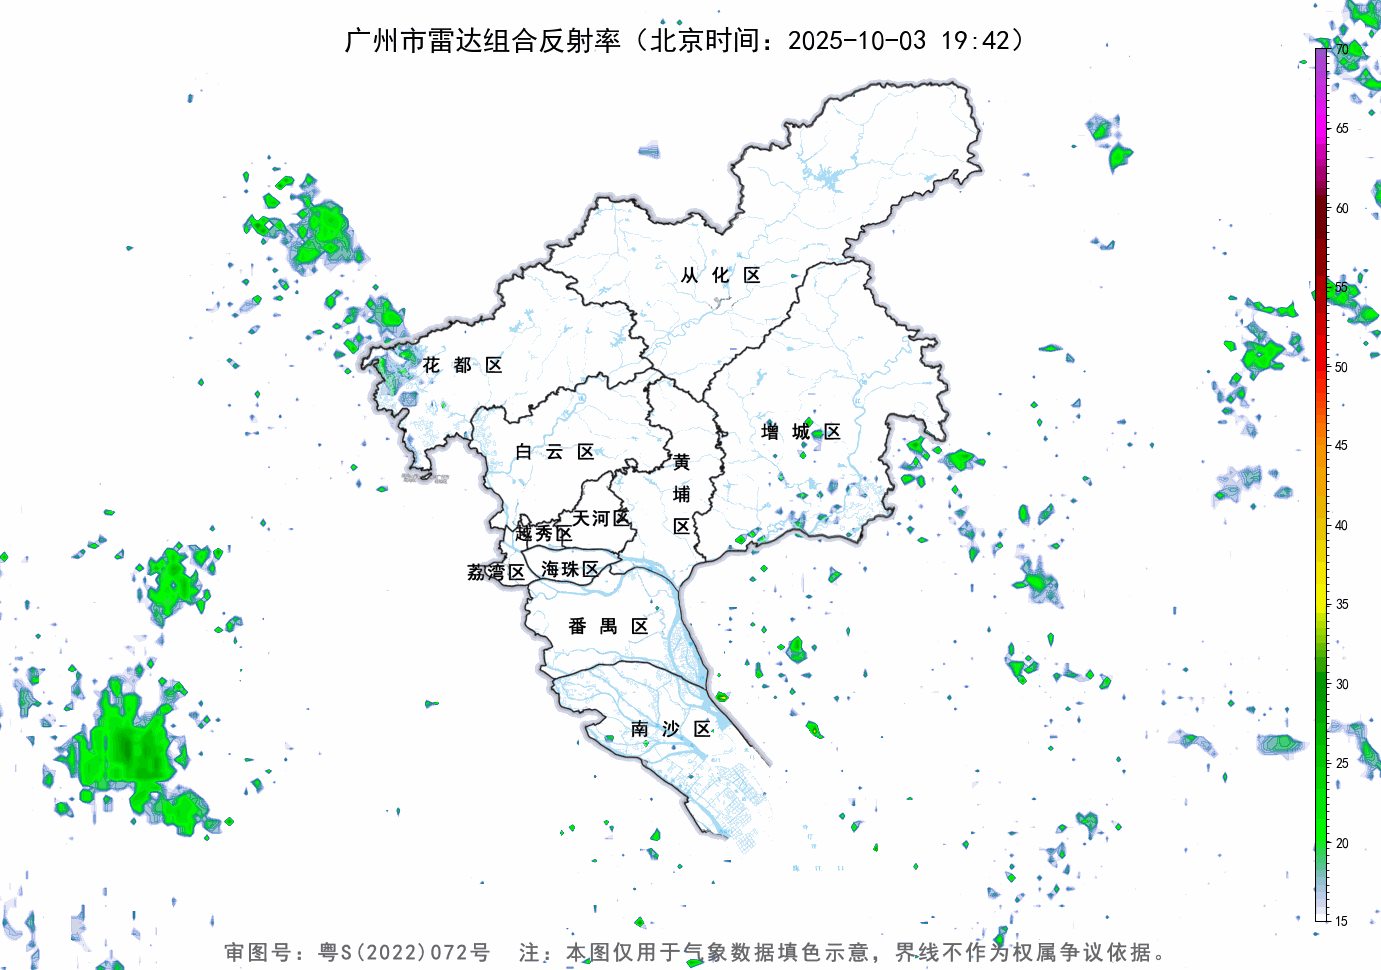 广州市雷达组合反射率（北京时间：2025-10-03 19:42）
70
65
60
55
50
45
40
35
30
25
20
15
从化区
花都区
增城区
白云区
黄埔区
天河区
越秀区
荔湾区
海珠区
番禺区
南沙区
审图号：粤S(2022)072号 注：本图仅用于气象数据填色示意，界线不作为权属争议依据。